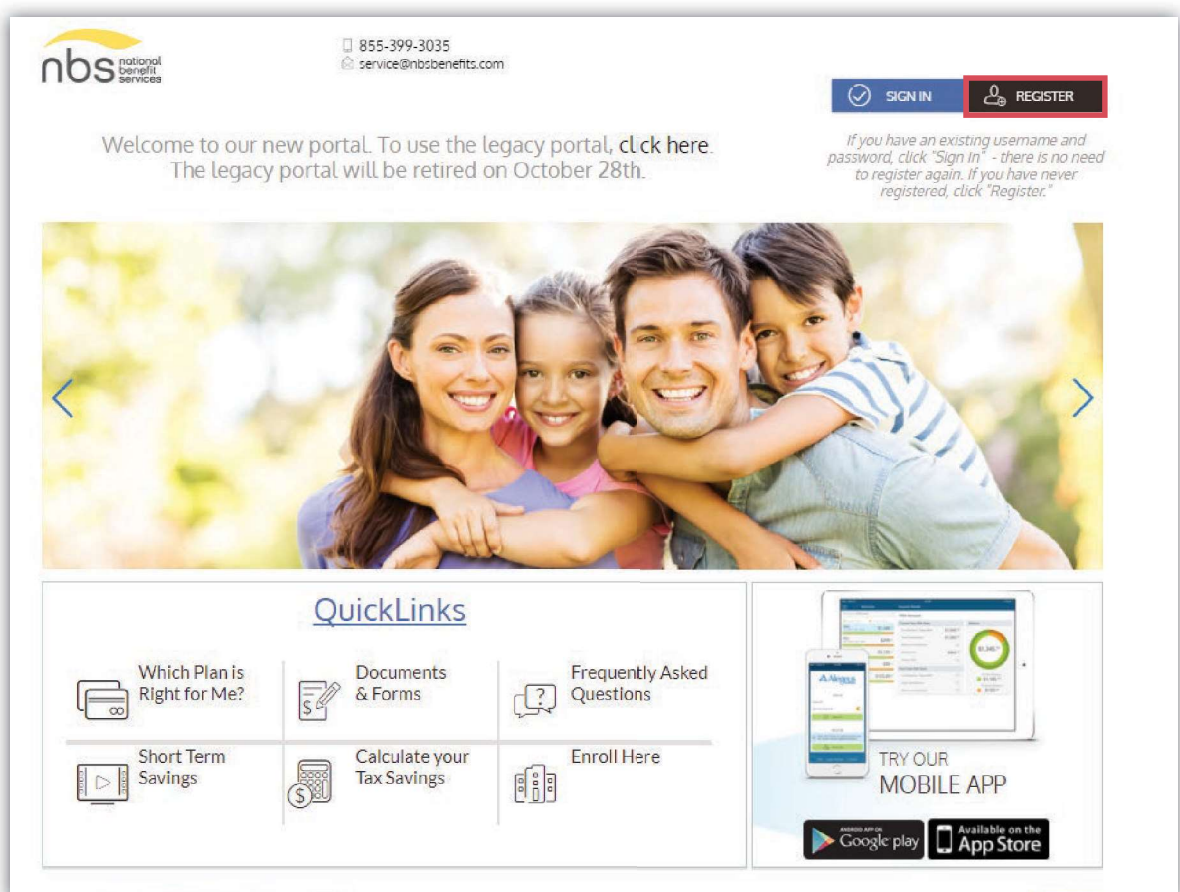 nbs national
benefit
services
855-399-3035
service@nbsbenefits.com
SIGN IN
REGISTER
Welcome to our new portal. To use the legacy portal, click here.
The legacy portal will be retired on October 28th.
If you have an existing username and
password, click "Sign In" - there is no need
to register again. If you have never
registered, click "Register."
QuickLinks
Which Plan is
Right for Me?
Documents
& Forms
Frequently Asked
Questions
Short Term
Savings
Calculate your
Tax Savings
Enroll Here
TRY OUR
MOBILE APP
ANDROID APP ON
Google play
Available on the
App Store